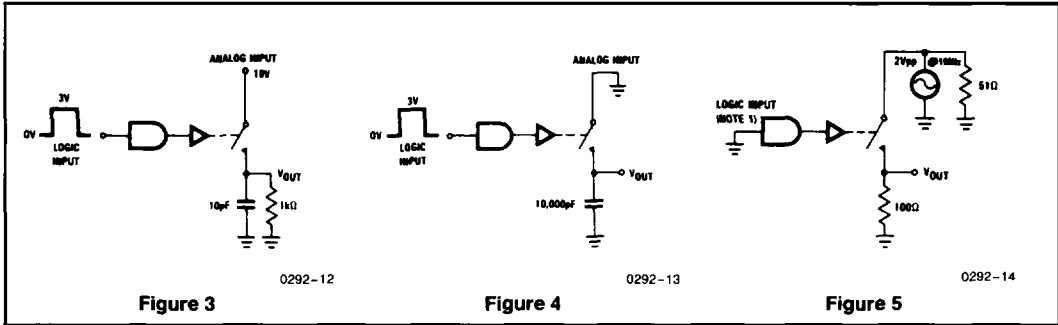 ANALOG INPUT
10V
3V
0V
LOGIC
INPUT
VOUT
10pF
1kΩ
0292-12
Figure 3
ANALOG INPUT
3V
0V
LOGIC
INPUT
VOUT
10,000pF
0292-13
Figure 4
2Vpp
51Ω
LOGIC INPUT
(NOTE 1)
VOUT
100Ω
0292-14
Figure 5